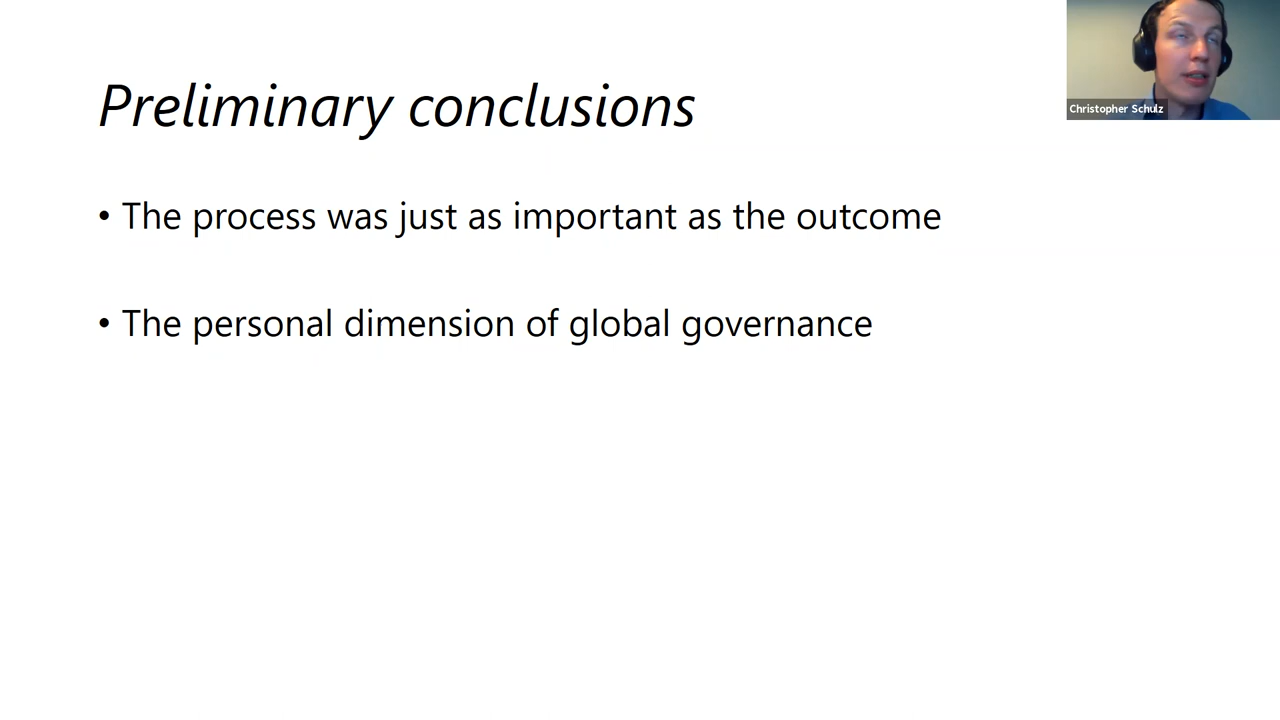 Preliminary conclusions
Christopher Schulz
• The process was just as important as the outcome
• The personal dimension of global governance